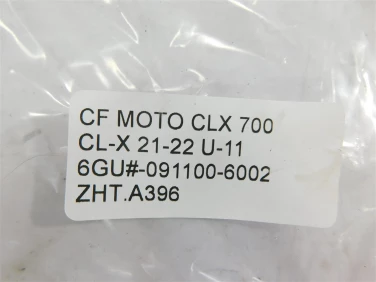 CF MOTO CLX 700
CL-X 21-22 U-11
6GU#-091100-6002
ZHT.A396